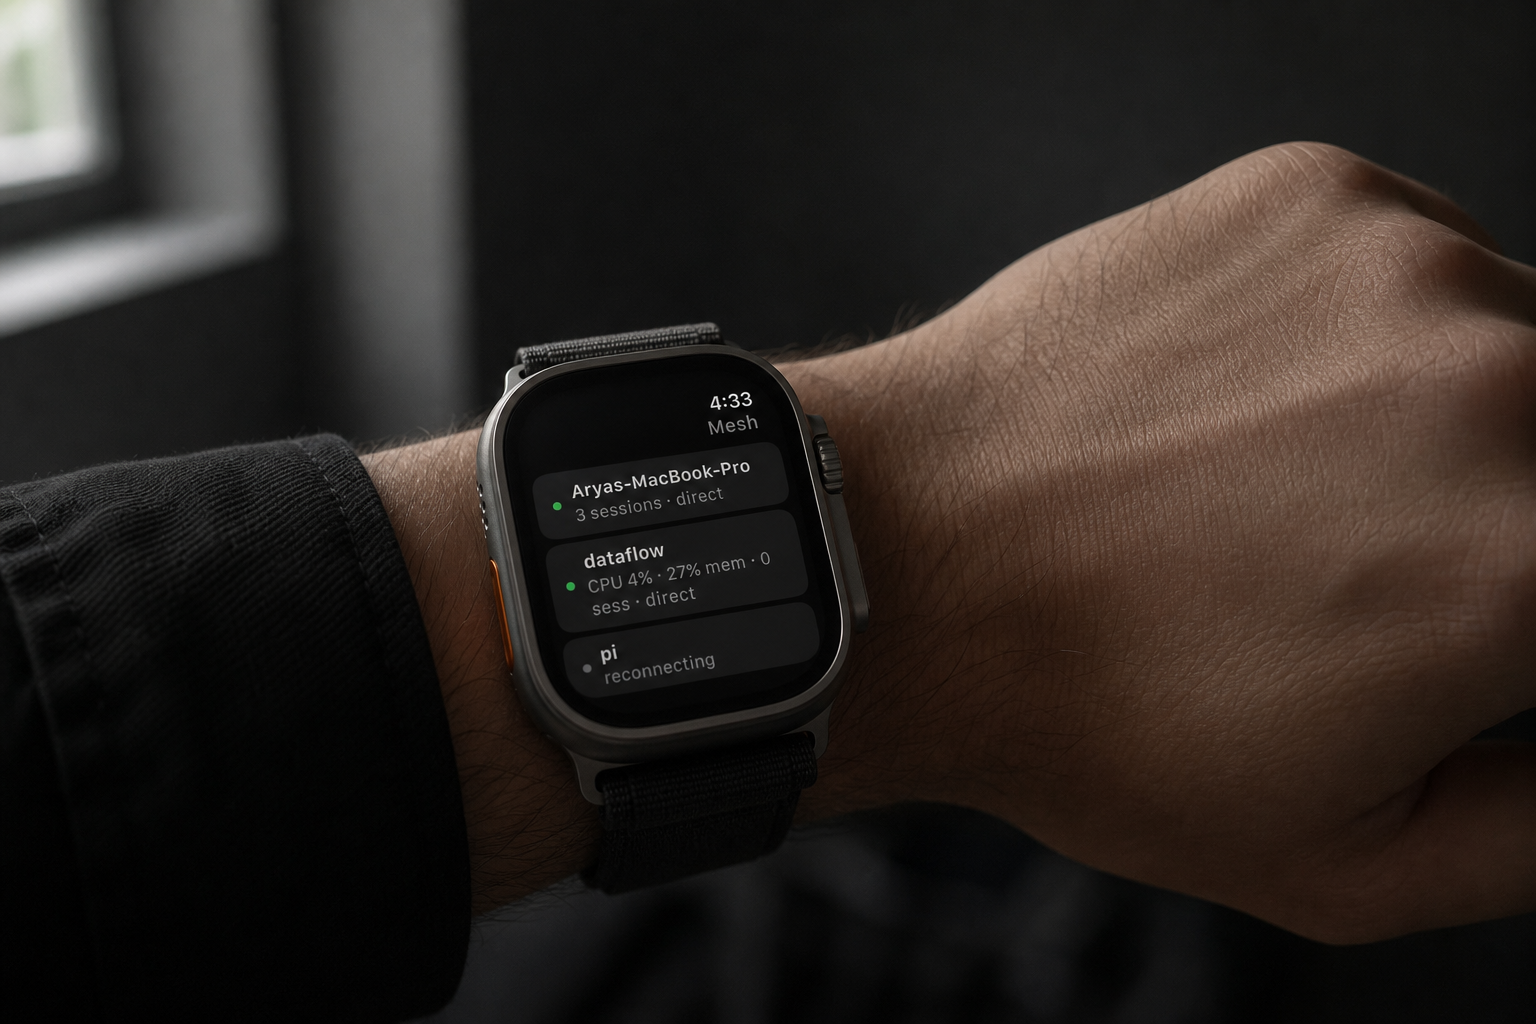 4:33
Mesh
Aryas-MacBook-Pro
3 sessions · direct
dataflow
CPU 4% · 27% mem · 0
sess · direct
pi
reconnecting